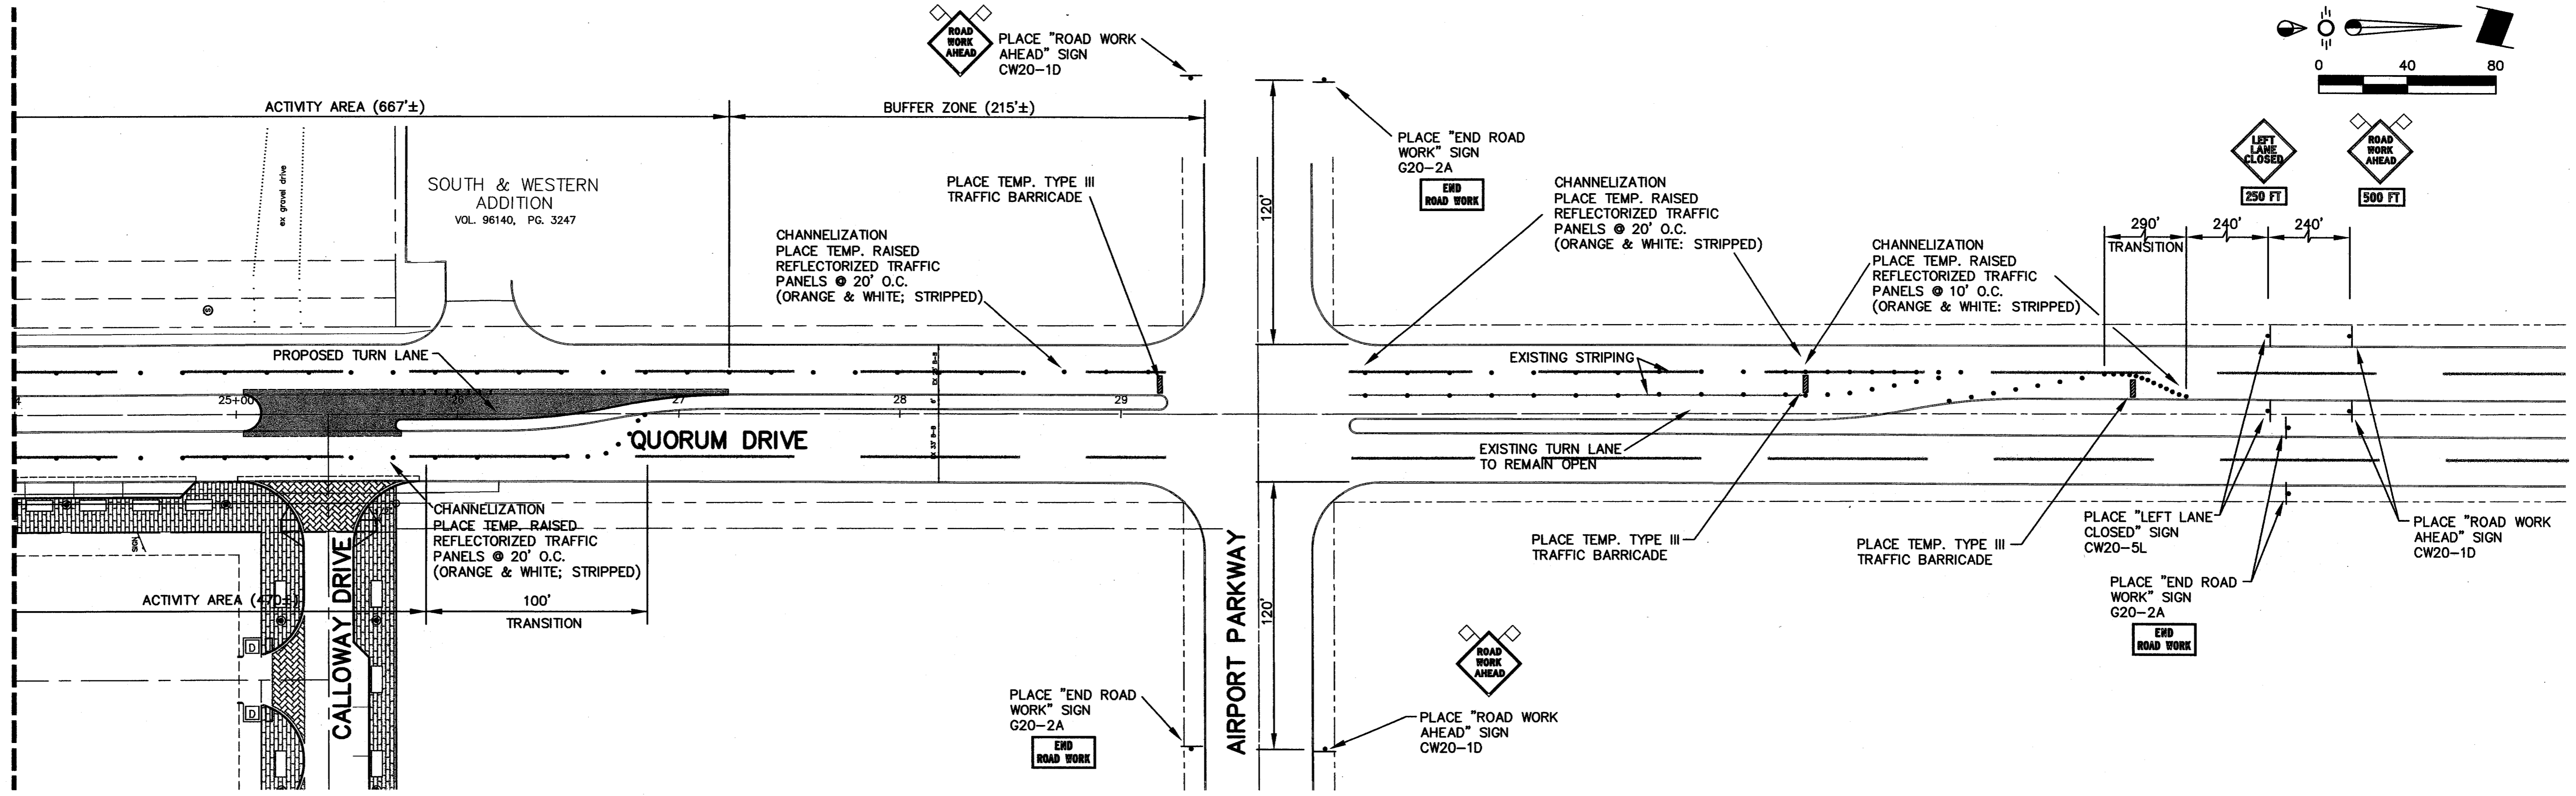 ROAD
WORK
AHEAD
PLACE "ROAD WORK
AHEAD" SIGN
CW20-1D
0 40 80
ACTIVITY AREA (667'±)
BUFFER ZONE (215'±)
120'
PLACE "END ROAD
WORK" SIGN
G20-2A
END
ROAD WORK
LEFT
LANE
CLOSED
250 FT
ROAD
WORK
AHEAD
500 FT
ex gravel drive
SOUTH & WESTERN
ADDITION
VOL. 96140, PG. 3247
PLACE TEMP. TYPE III
TRAFFIC BARRICADE
CHANNELIZATION
PLACE TEMP. RAISED
REFLECTORIZED TRAFFIC
PANELS @ 20' O.C.
(ORANGE & WHITE: STRIPPED)
290'
TRANSITION
240'
240'
CHANNELIZATION
PLACE TEMP. RAISED
REFLECTORIZED TRAFFIC
PANELS @ 20' O.C.
(ORANGE & WHITE; STRIPPED)
CHANNELIZATION
PLACE TEMP. RAISED
REFLECTORIZED TRAFFIC
PANELS @ 10' O.C.
(ORANGE & WHITE: STRIPPED)
S
PROPOSED TURN LANE
EXISTING STRIPING
4
25+00
26
27
28
29
6'
EX 33' B-B
QUORUM DRIVE
EXISTING TURN LANE
TO REMAIN OPEN
CHANNELIZATION
PLACE TEMP. RAISED
REFLECTORIZED TRAFFIC
PANELS @ 20' O.C.
(ORANGE & WHITE; STRIPPED)
SIGN
PLACE TEMP. TYPE III
TRAFFIC BARRICADE
PLACE TEMP. TYPE III
TRAFFIC BARRICADE
PLACE "LEFT LANE
CLOSED" SIGN
CW20-5L
PLACE "ROAD WORK
AHEAD" SIGN
CW20-1D
PLACE "END ROAD
WORK" SIGN
G20-2A
END
ROAD WORK
ACTIVITY AREA (470±)
100'
TRANSITION
CALLOWAY DRIVE
D
D
AIRPORT PARKWAY
120'
ROAD
WORK
AHEAD
PLACE "END ROAD
WORK" SIGN
G20-2A
END
ROAD WORK
PLACE "ROAD WORK
AHEAD" SIGN
CW20-1D